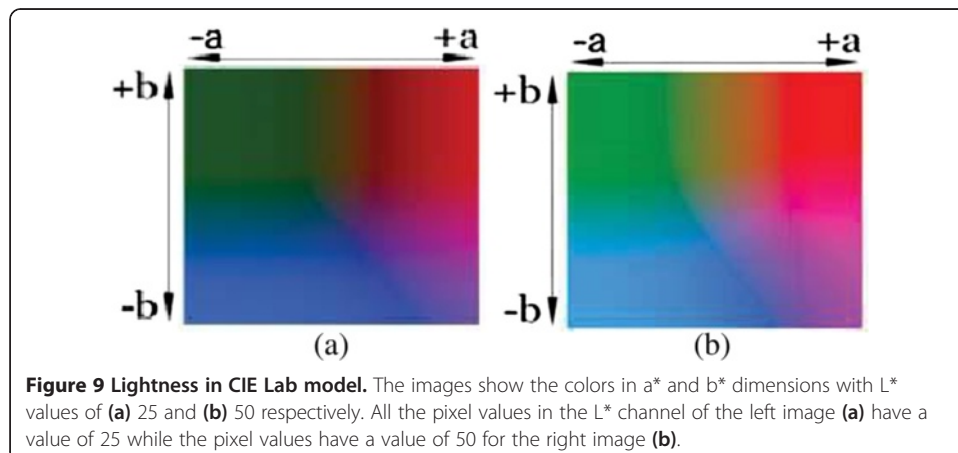 -a +a
-a +a
+b
+b
-b
-b
(a)
(b)
Figure 9 Lightness in CIE Lab model. The images show the colors in a* and b* dimensions with L*
values of (a) 25 and (b) 50 respectively. All the pixel values in the L* channel of the left image (a) have a
value of 25 while the pixel values have a value of 50 for the right image (b).